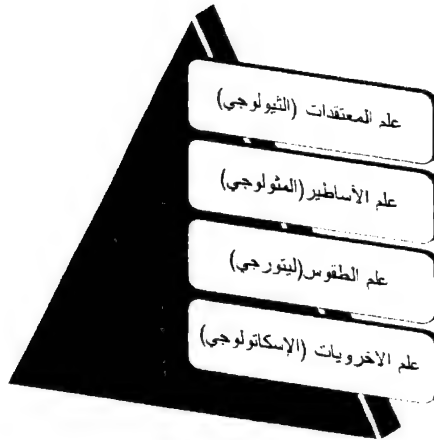 علم المعتقدات (الثيولوجي)
علم الأساطير (المثولوجي)
علم الطقوس (ليتورجي)
علم الاخرويات (الإسكاتولوجي)